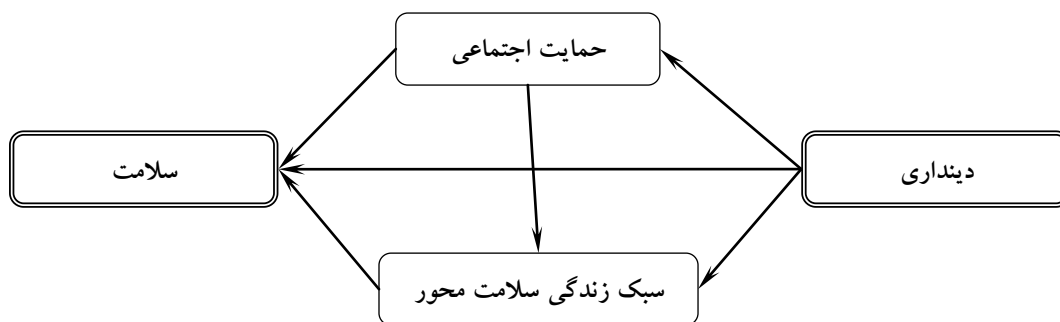 حمایت اجتماعی
دینداری
سلامت
سبک زندگی سلامت محور